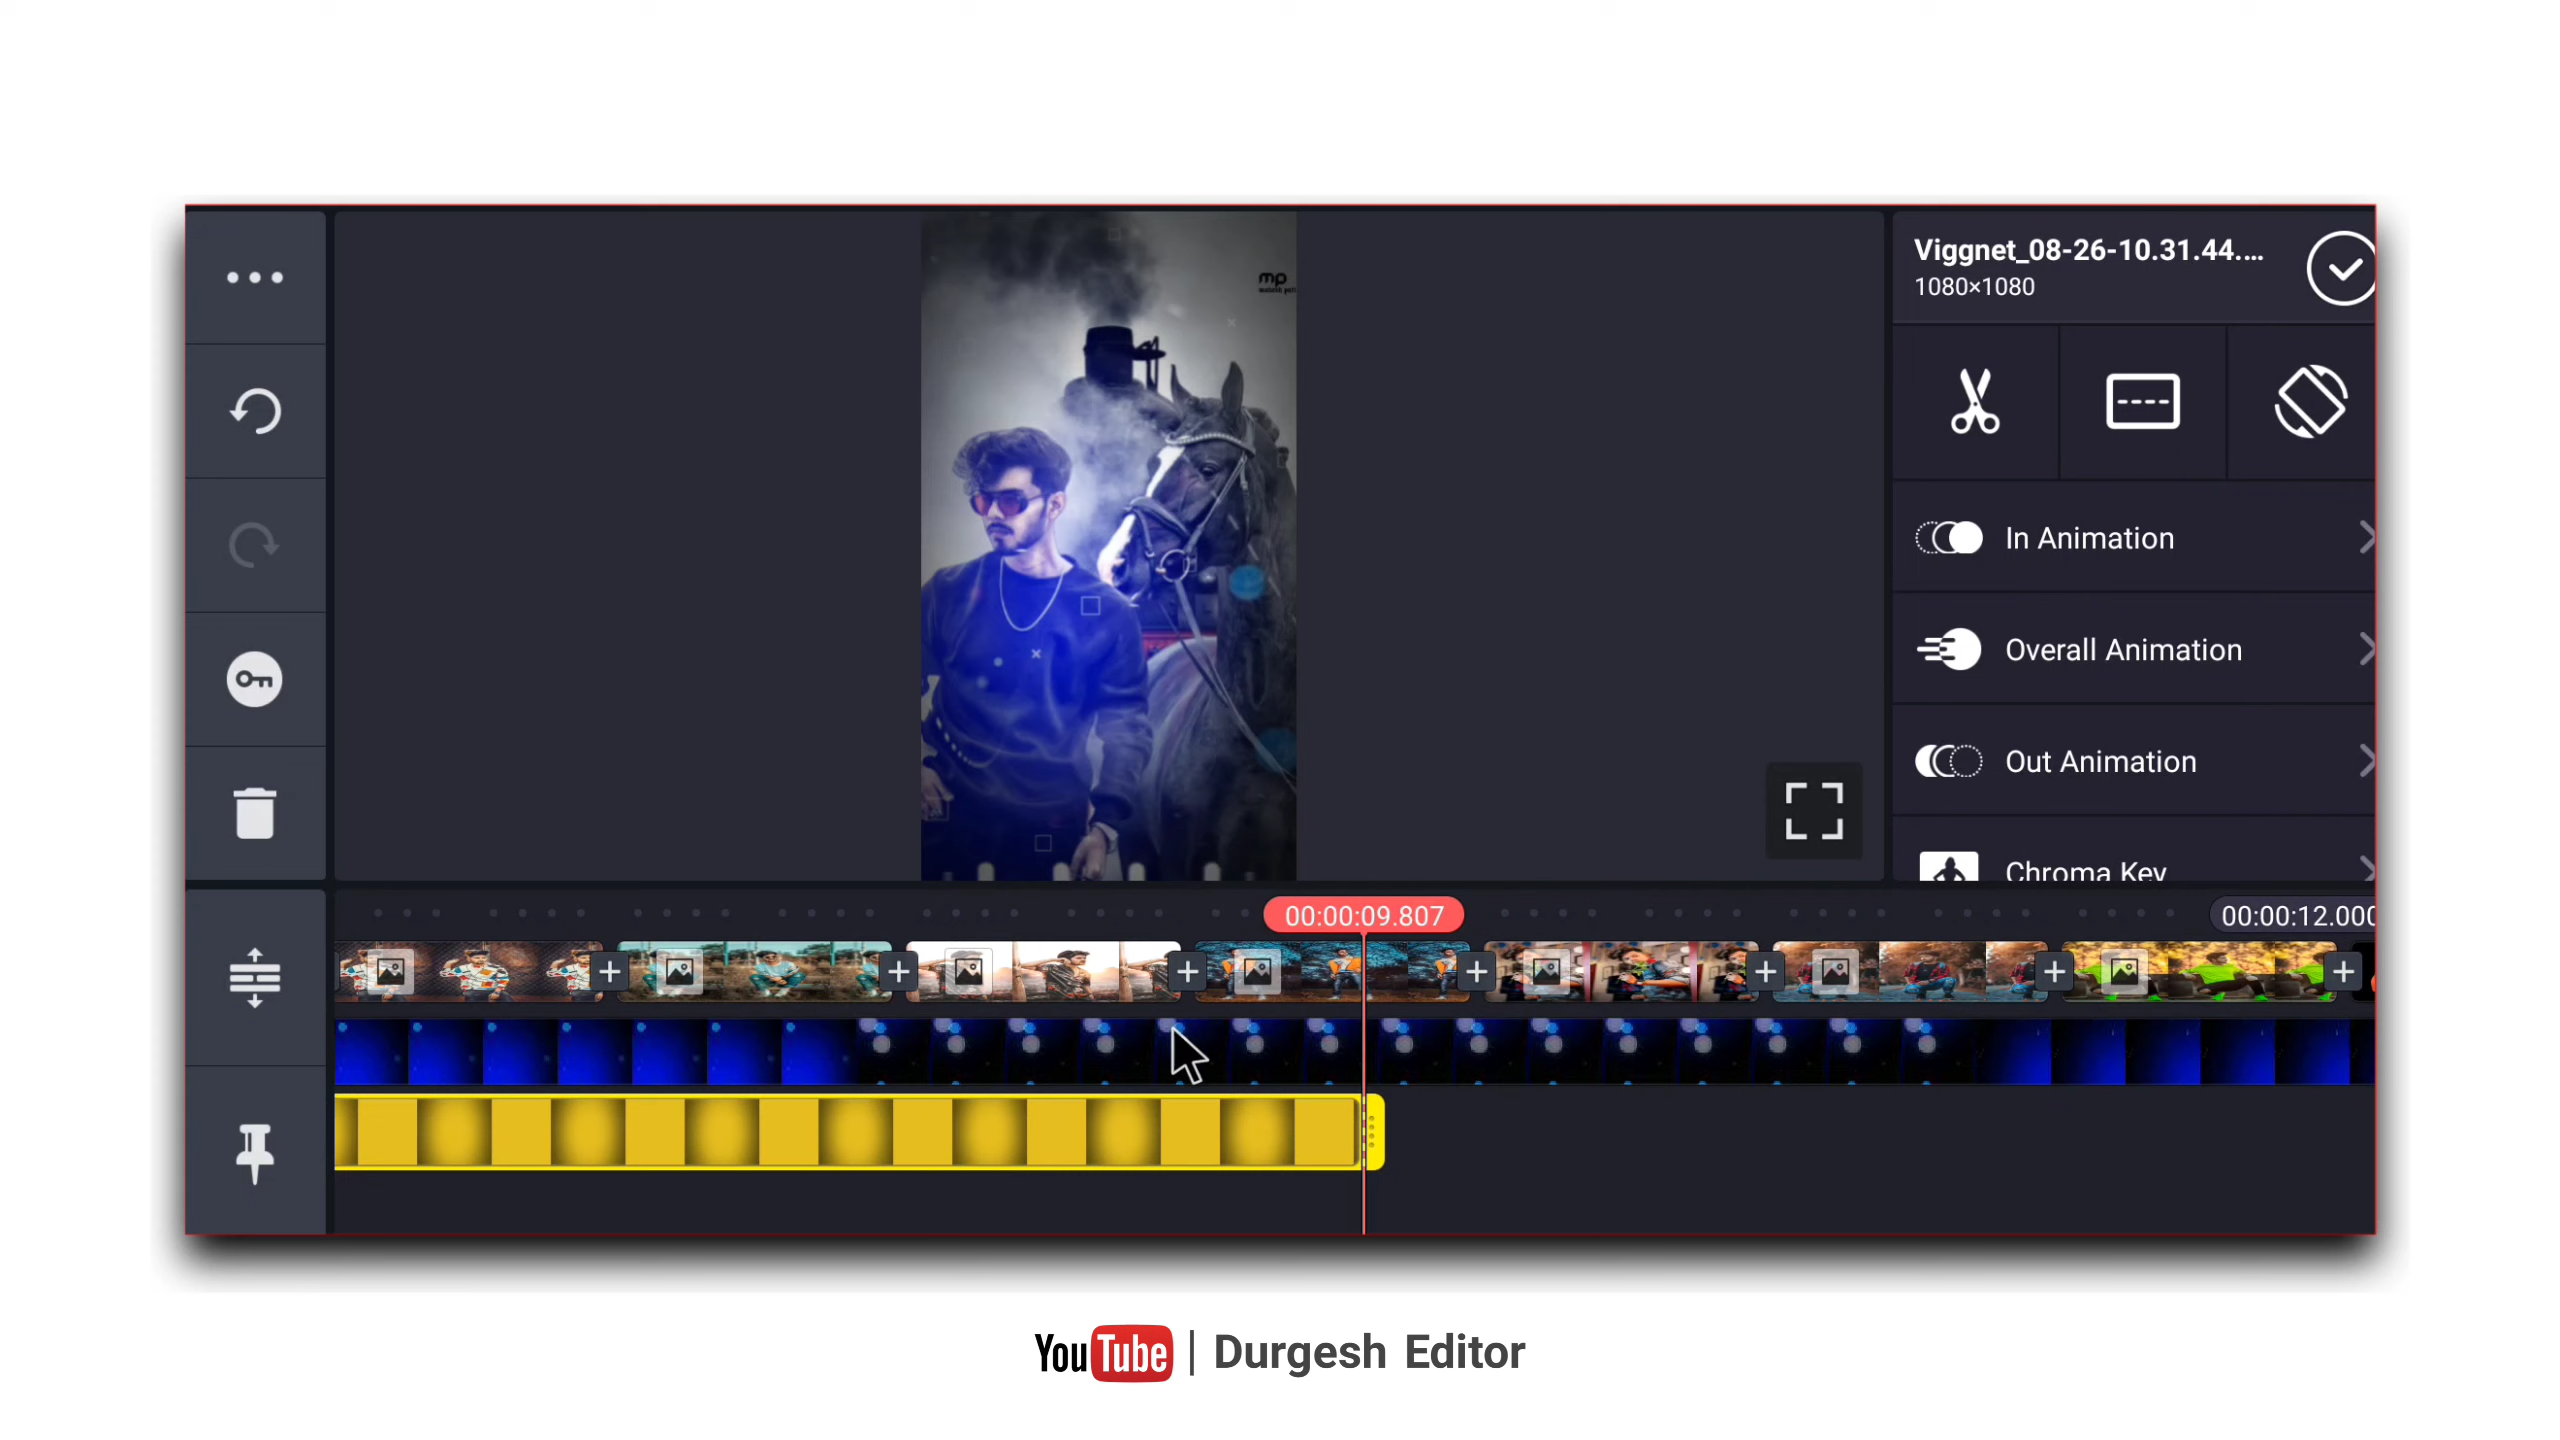 mp
Viggnet_08-26-10.31.44....
1080×1080
In Animation
Overall Animation
Out Animation
Chroma Key
00:00:09.807
00:00:12.000
YouTube | Durgesh Editor